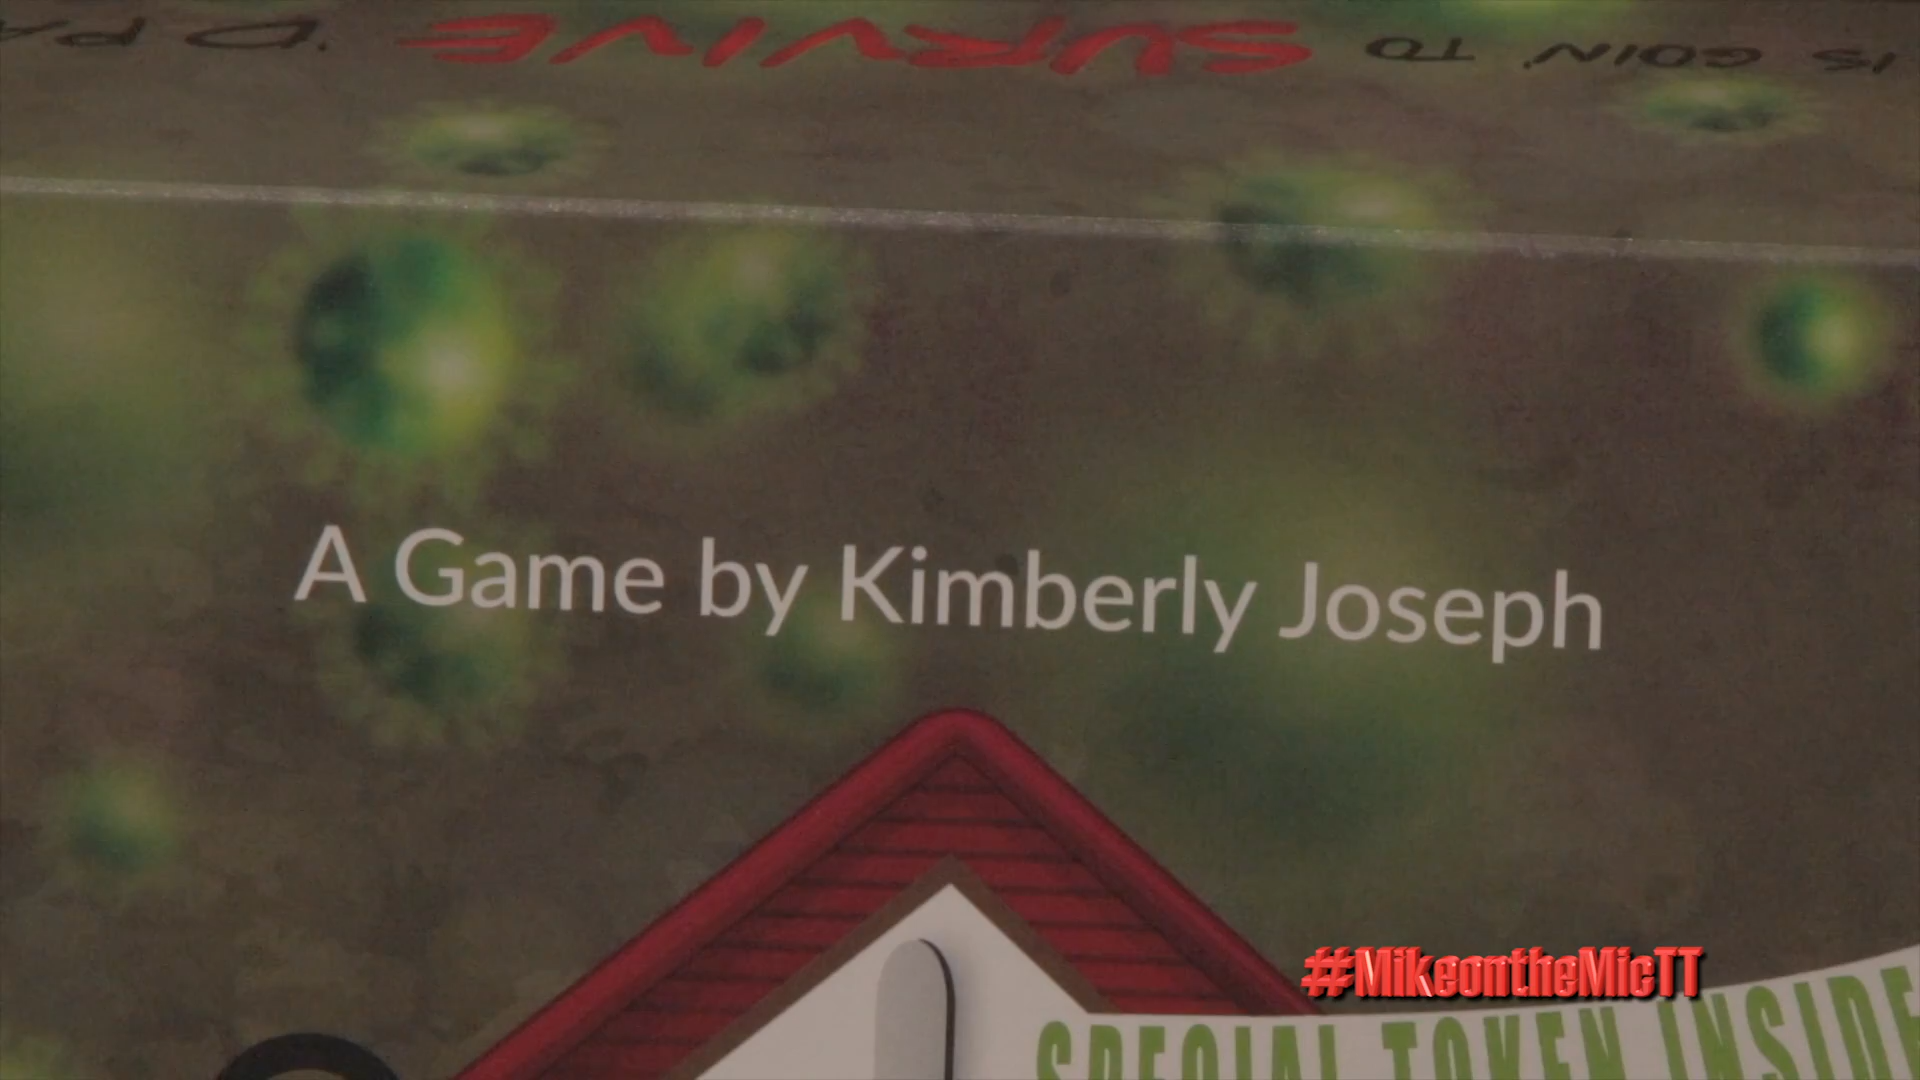 IS GOIN' TO SURVIVE D
A Game by Kimberly Joseph
#MikeontheMicTT
SPECIAL TOKEN INSIDE